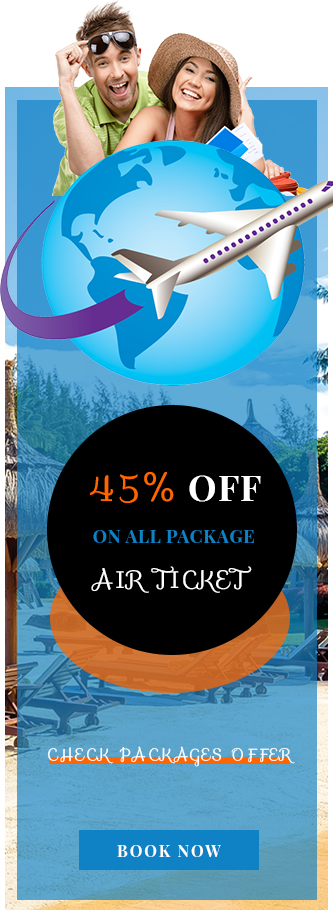 45% OFF
ON ALL PACKAGE
AIR TICKET
CHECK PACKAGES OFFER
BOOK NOW